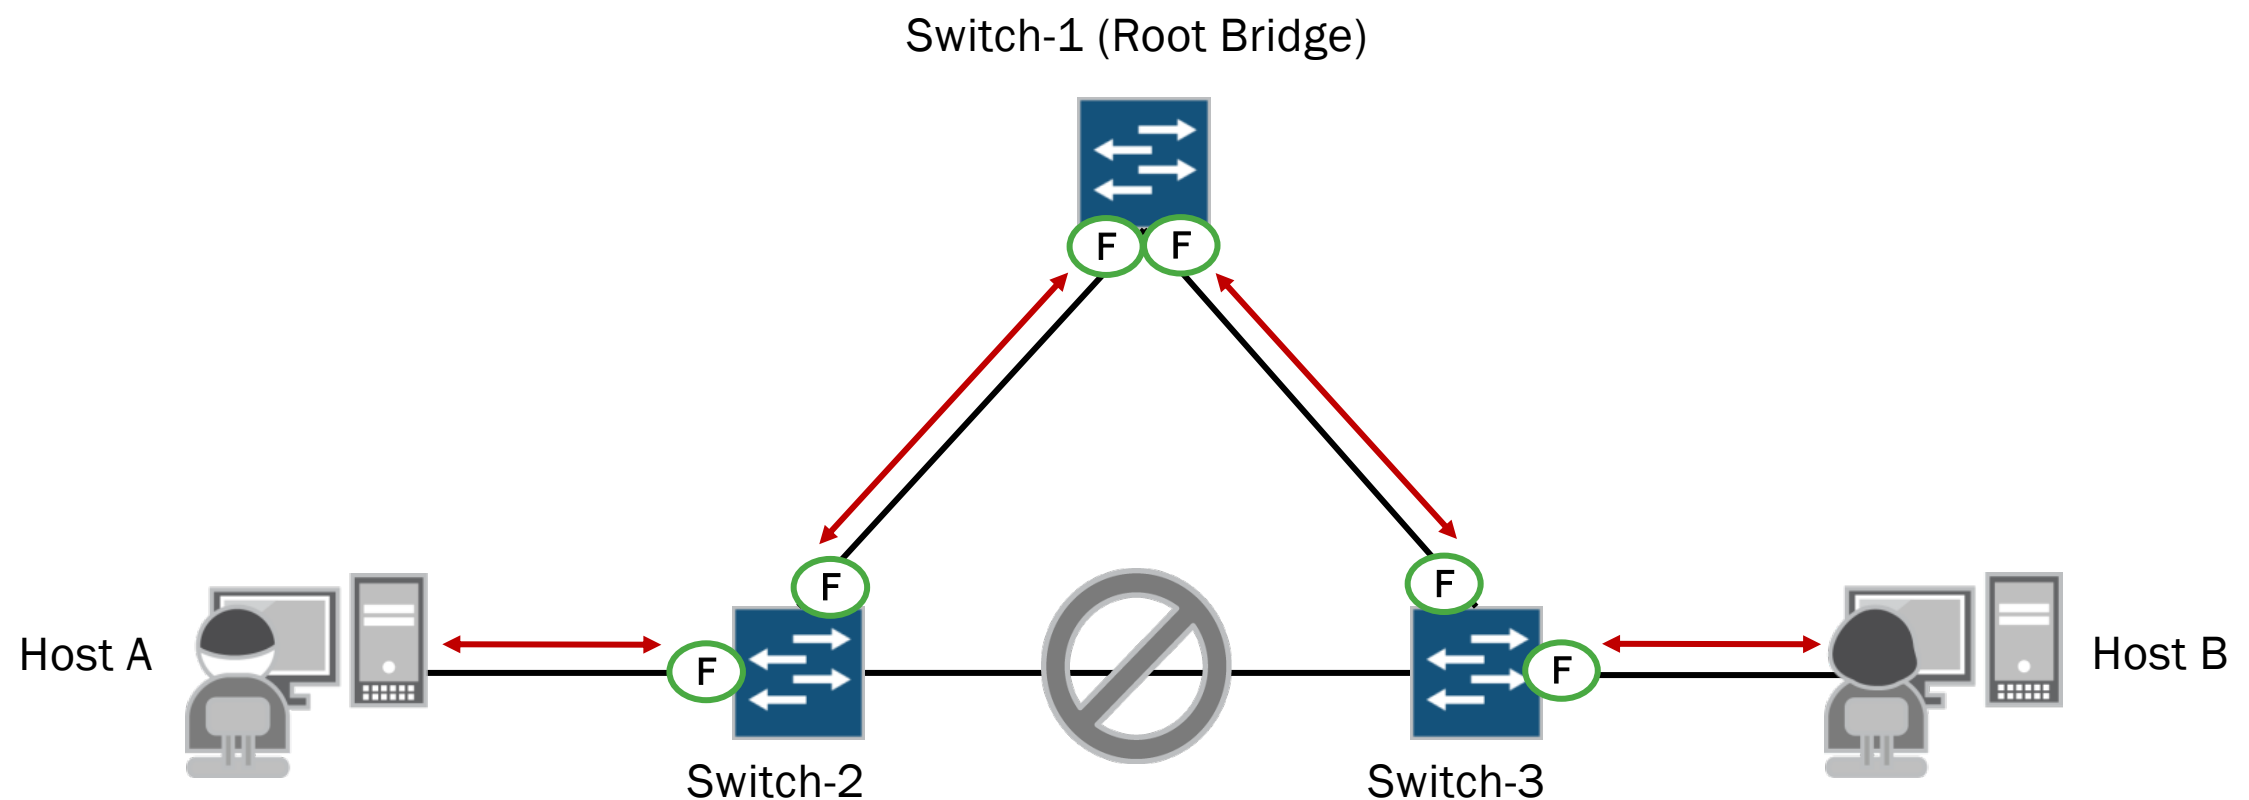 Switch-1 (Root Bridge)
F F
F
F
Host A
F
F
Host B
Switch-2
Switch-3